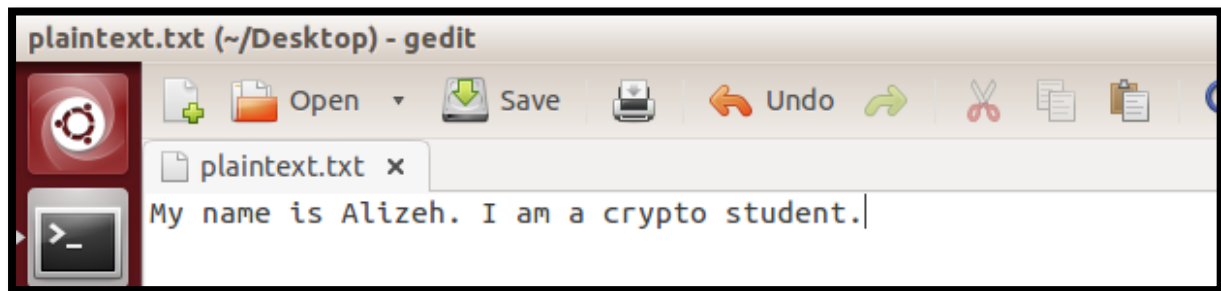 plaintext.txt (~/Desktop) - gedit
Open Save Undo
plaintext.txt ×
My name is Alizeh. I am a crypto student.